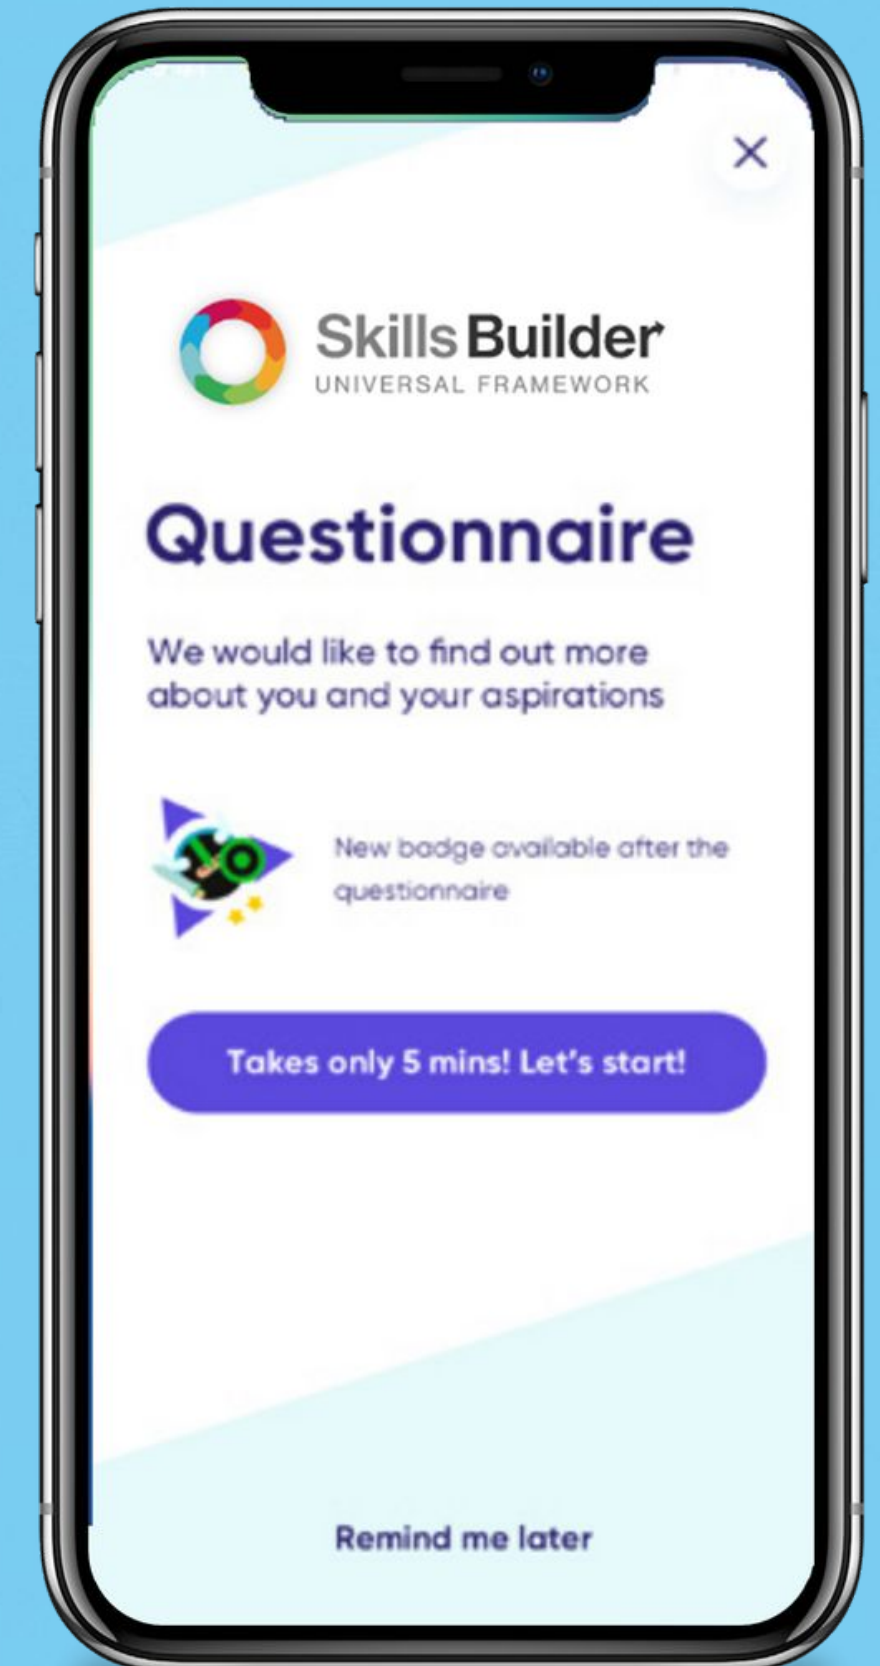 Skills Builder
UNIVERSAL FRAMEWORK
Questionnaire
We would like to find out more
about you and your aspirations
New badge available after the
questionnaire
Takes only 5 mins! Let's start!
Remind me later